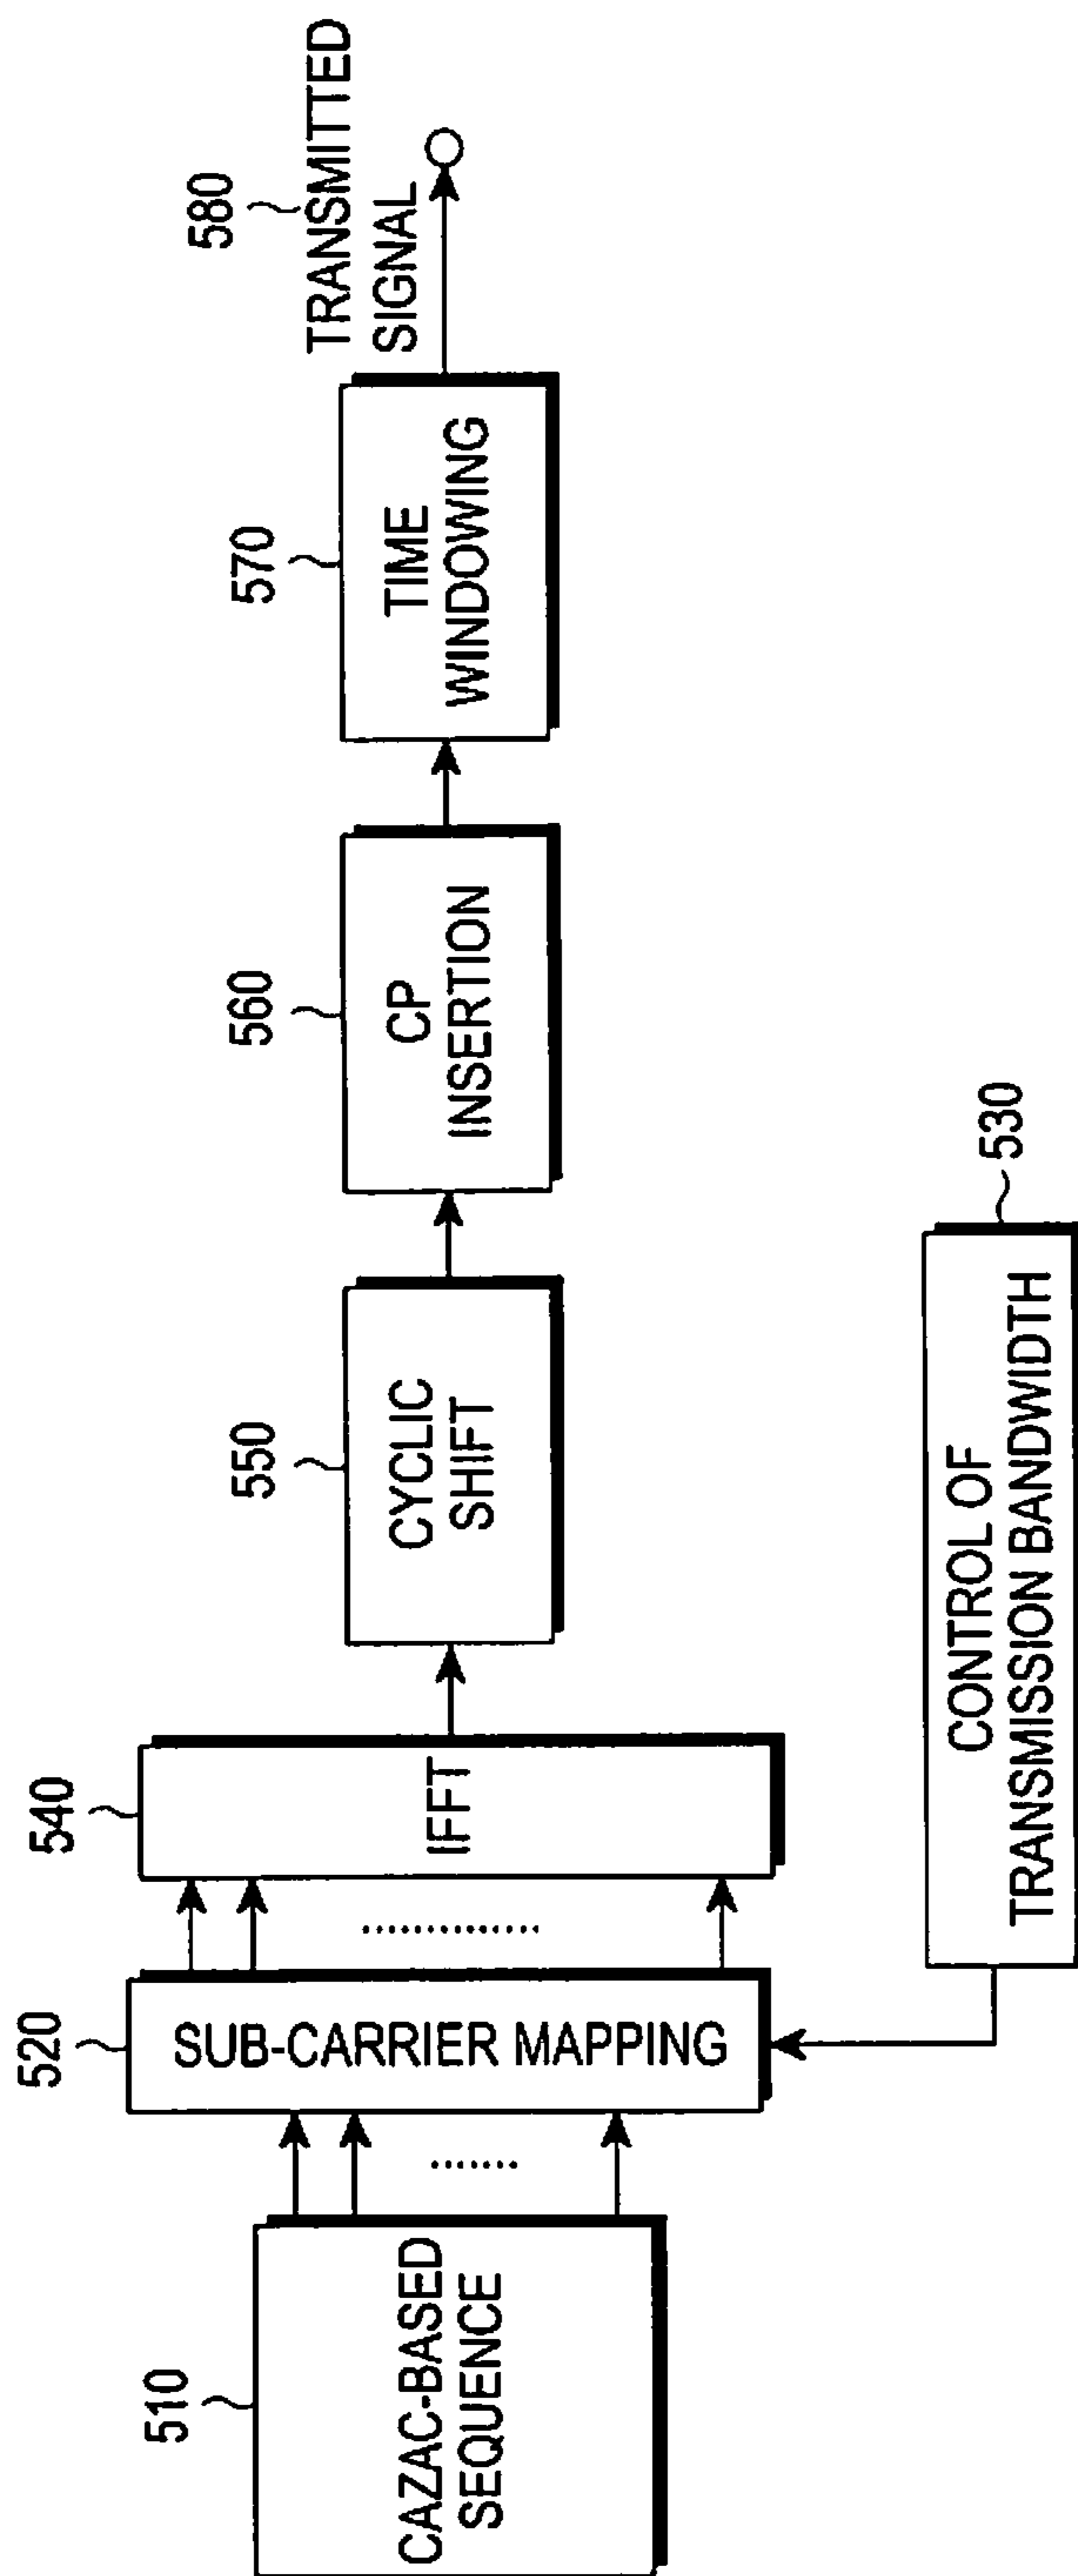 510
CAZAC-BASED
SEQUENCE
520
SUB-CARRIER MAPPING
530
CONTROL OF
TRANSMISSION BANDWIDTH
540
IFFT
550
CYCLIC
SHIFT
560
CP
INSERTION
570
TIME
WINDOWING
580
TRANSMITTED
SIGNAL